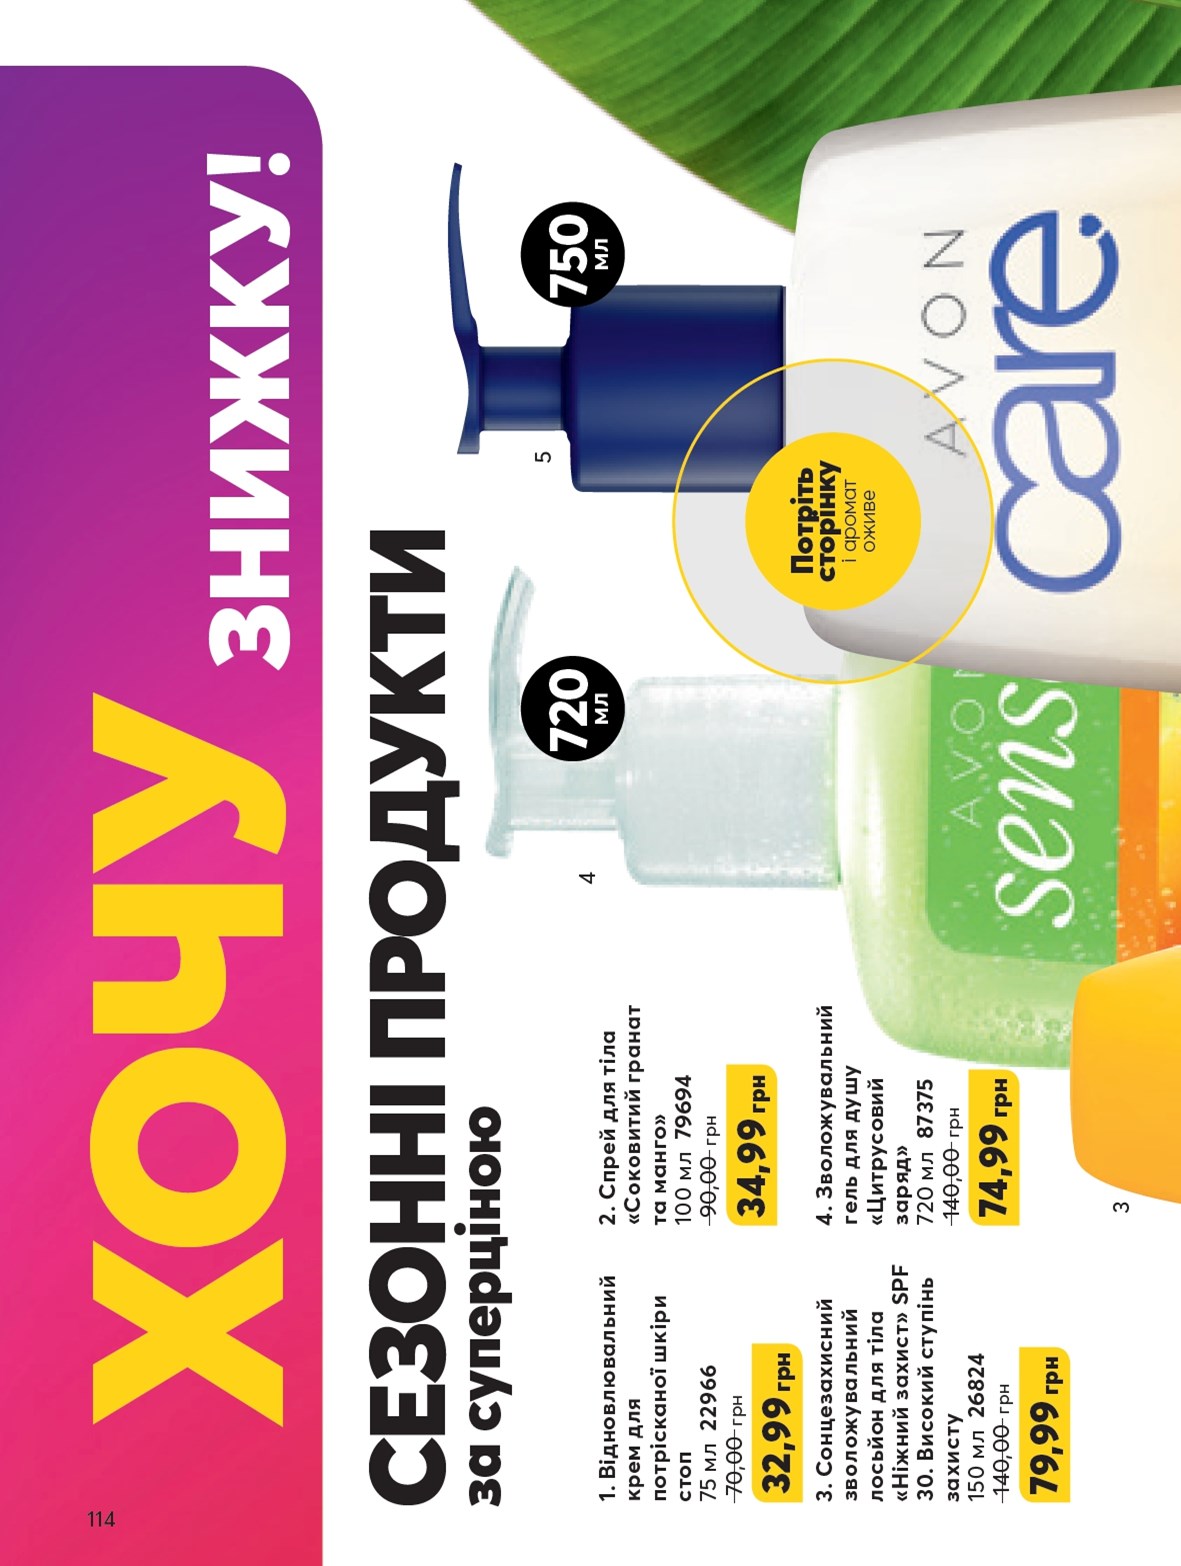 114
ХОЧУ
ЗНИЖКУ!
СЕЗОННІ ПРОДУКТИ
за суперціною
1. Відновлювальний
крем для
потрісканої шкіри
стоп
75 мл 22966
70,00 грн
32,99 грн
2. Спрей для тіла
«Соковитий гранат
та манго»
100 мл 79694
90,00 грн
34,99 грн
3. Сонцезахисний
зволожувальний
лосьйон для тіла
«Ніжний захист» SPF
30. Високий ступінь
захисту
150 мл 26824
140,00 грн
79,99 грн
4. Зволожувальний
гель для душу
«Цитрусовий
заряд»
720 мл 87375
140,00 грн
74,99 грн
3
4
720
мл
5
750
мл
Потріть
сторінку
і аромат
оживе
AVON
sens
AVON
care